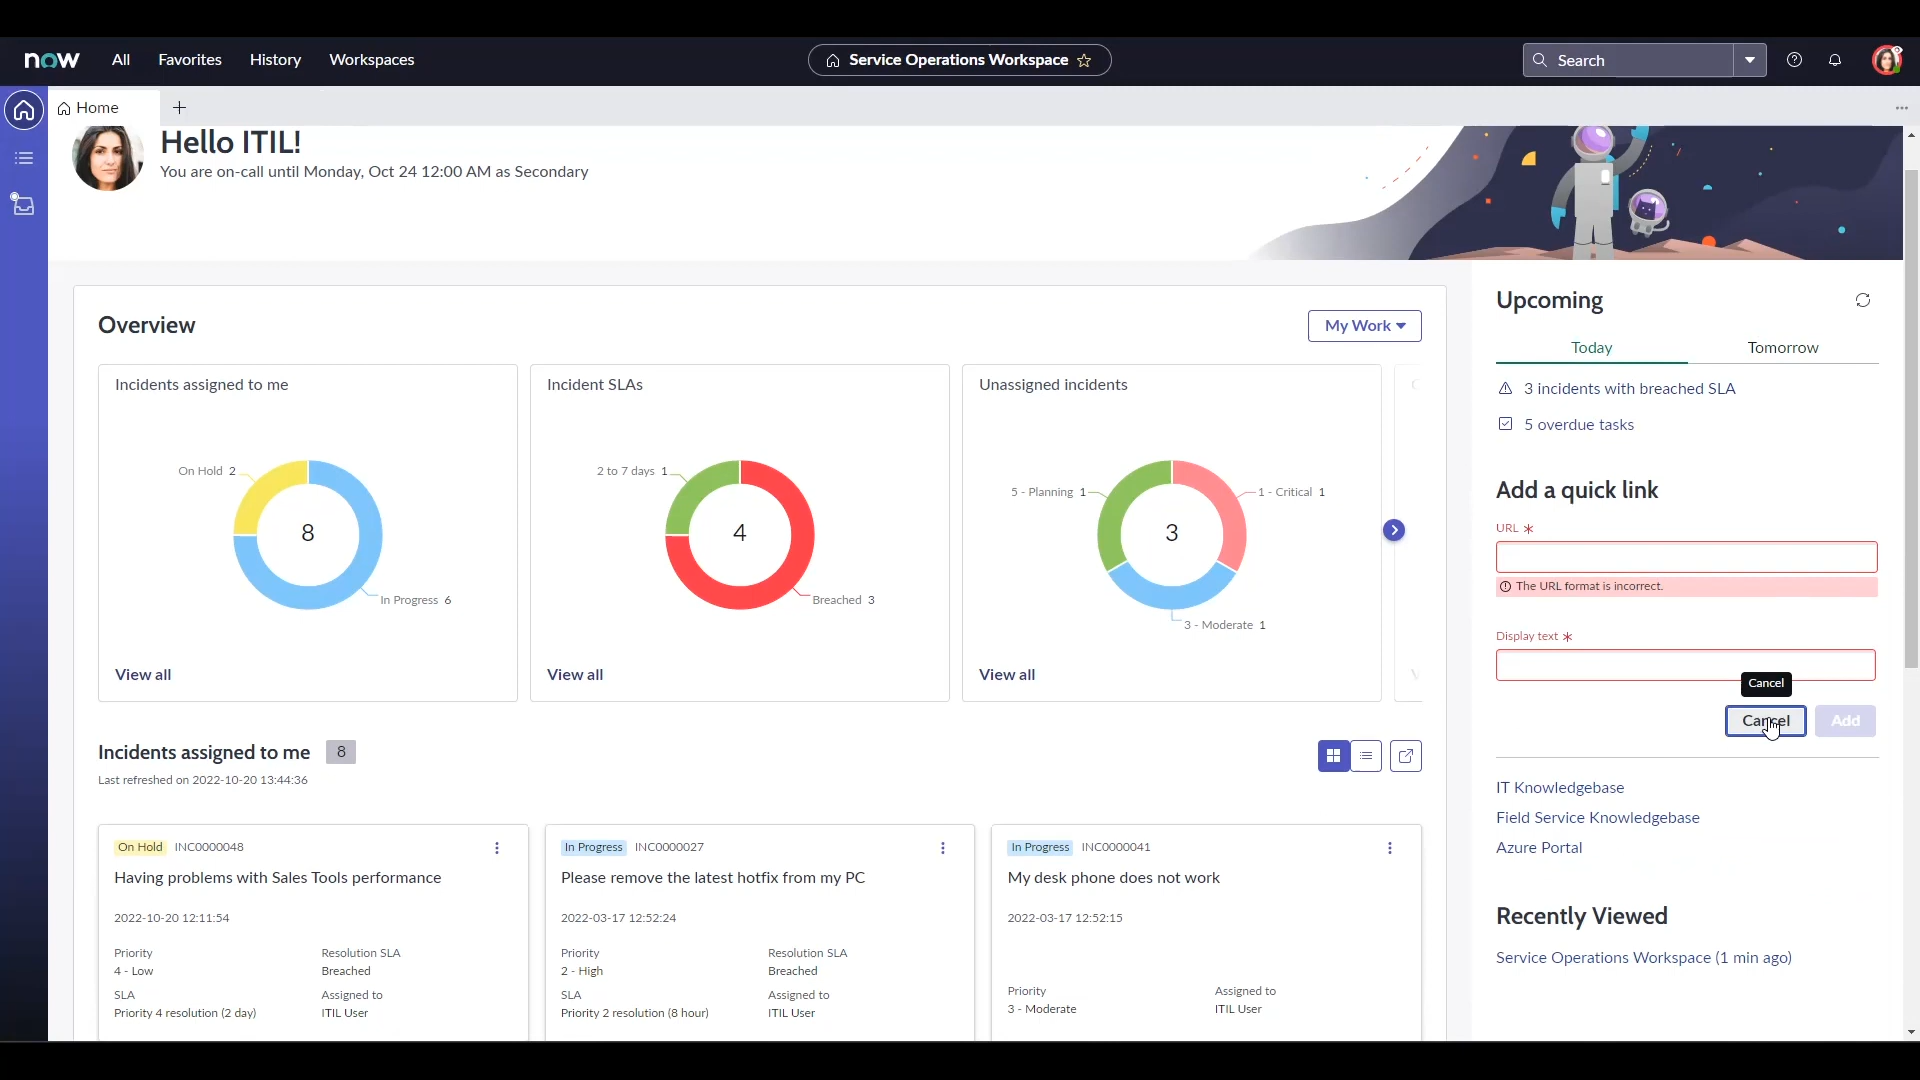 now All Favorites History Workspaces Service Operations Workspace Search
Home
Hello ITIL!
You are on-call until Monday, Oct 24 12:00 AM as Secondary
Overview
My Work
Incidents assigned to me
On Hold 2
8
In Progress 6
View all
Incident SLAs
2 to 7 days 1
4
Breached 3
View all
Unassigned incidents
5 - Planning 1
1 - Critical 1
3
3 - Moderate 1
View all
Incidents assigned to me 8
Last refreshed on 2022-10-20 13:44:36
On Hold INC0000048
Having problems with Sales Tools performance
2022-10-20 12:11:54
Priority Resolution SLA
4 - Low Breached
SLA Assigned to
Priority 4 resolution (2 day) ITIL User
In Progress INC0000027
Please remove the latest hotfix from my PC
2022-03-17 12:52:24
Priority Resolution SLA
2 - High Breached
SLA Assigned to
Priority 2 resolution (8 hour) ITIL User
In Progress INC0000041
My desk phone does not work
2022-03-17 12:52:15
Priority Assigned to
3 - Moderate ITIL User
Upcoming
Today Tomorrow
3 incidents with breached SLA
5 overdue tasks
Add a quick link
URL *
The URL format is incorrect.
Display text *
Cancel
Cancel Add
IT Knowledgebase
Field Service Knowledgebase
Azure Portal
Recently Viewed
Service Operations Workspace (1 min ago)